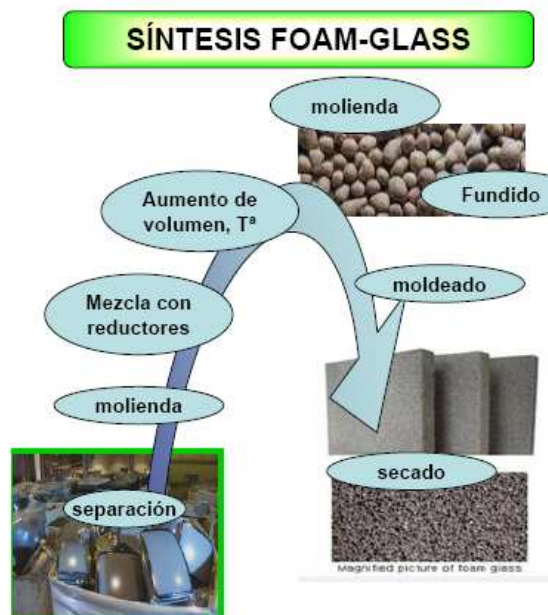 SÍNTESIS FOAM-GLASS
molienda
Fundido
Aumento de
volumen, Tª
moldeado
Mezcla con
reductores
molienda
secado
separación
Magnified picture of foam glass